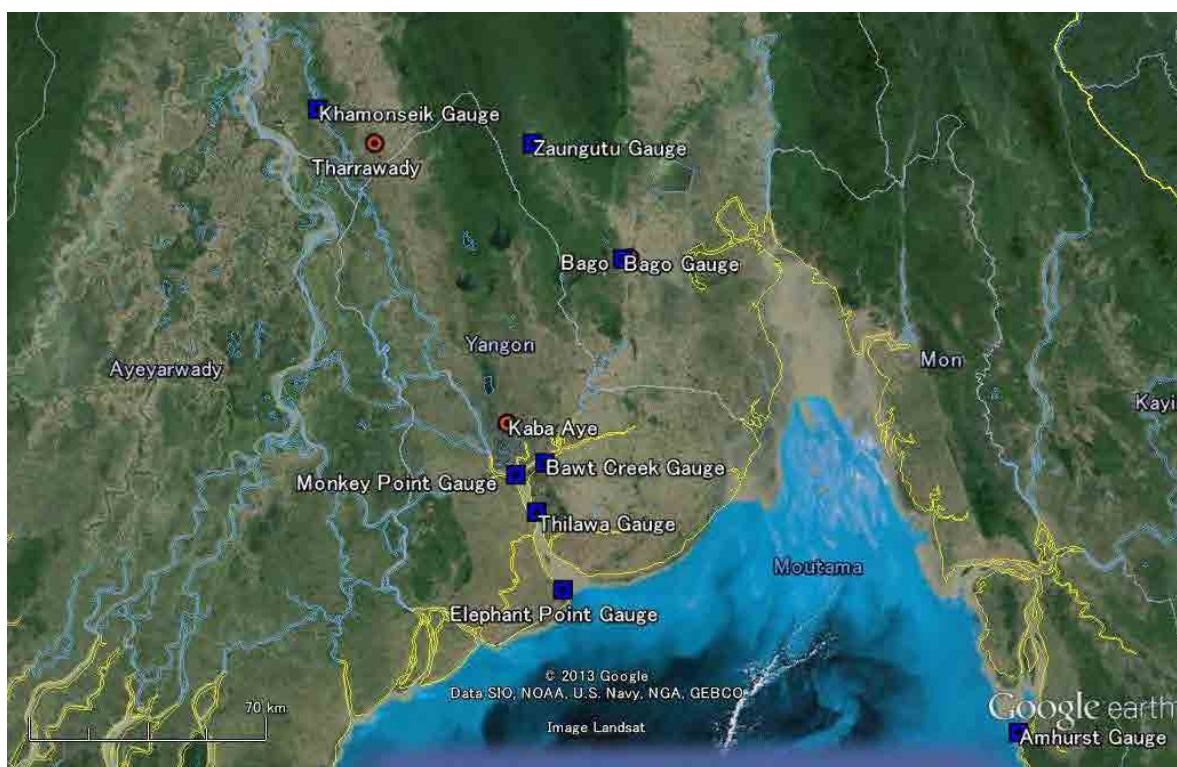 Khamonseik Gauge
Tharrawady
Zaungutu Gauge
Bago
Bago Gauge
Yangon
Ayeyarwady
Mon
Kayi
Kaba Aye
Bawt Creek Gauge
Monkey Point Gauge
Thilawa Gauge
Moutama
Elephant Point Gauge
© 2013 Google
Data SIO, NOAA, U.S. Navy, NGA, GEBCO
Image Landsat
70 km
Google earth
Amhurst Gauge